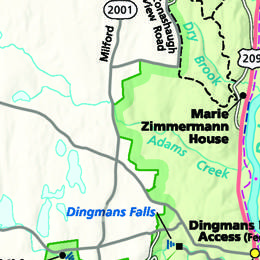 2001
Milford
Conashaugh
View Road
Dry Brook
209
Marie
Zimmermann
House
Adams Creek
Dingmans Falls
Dingmans
Access